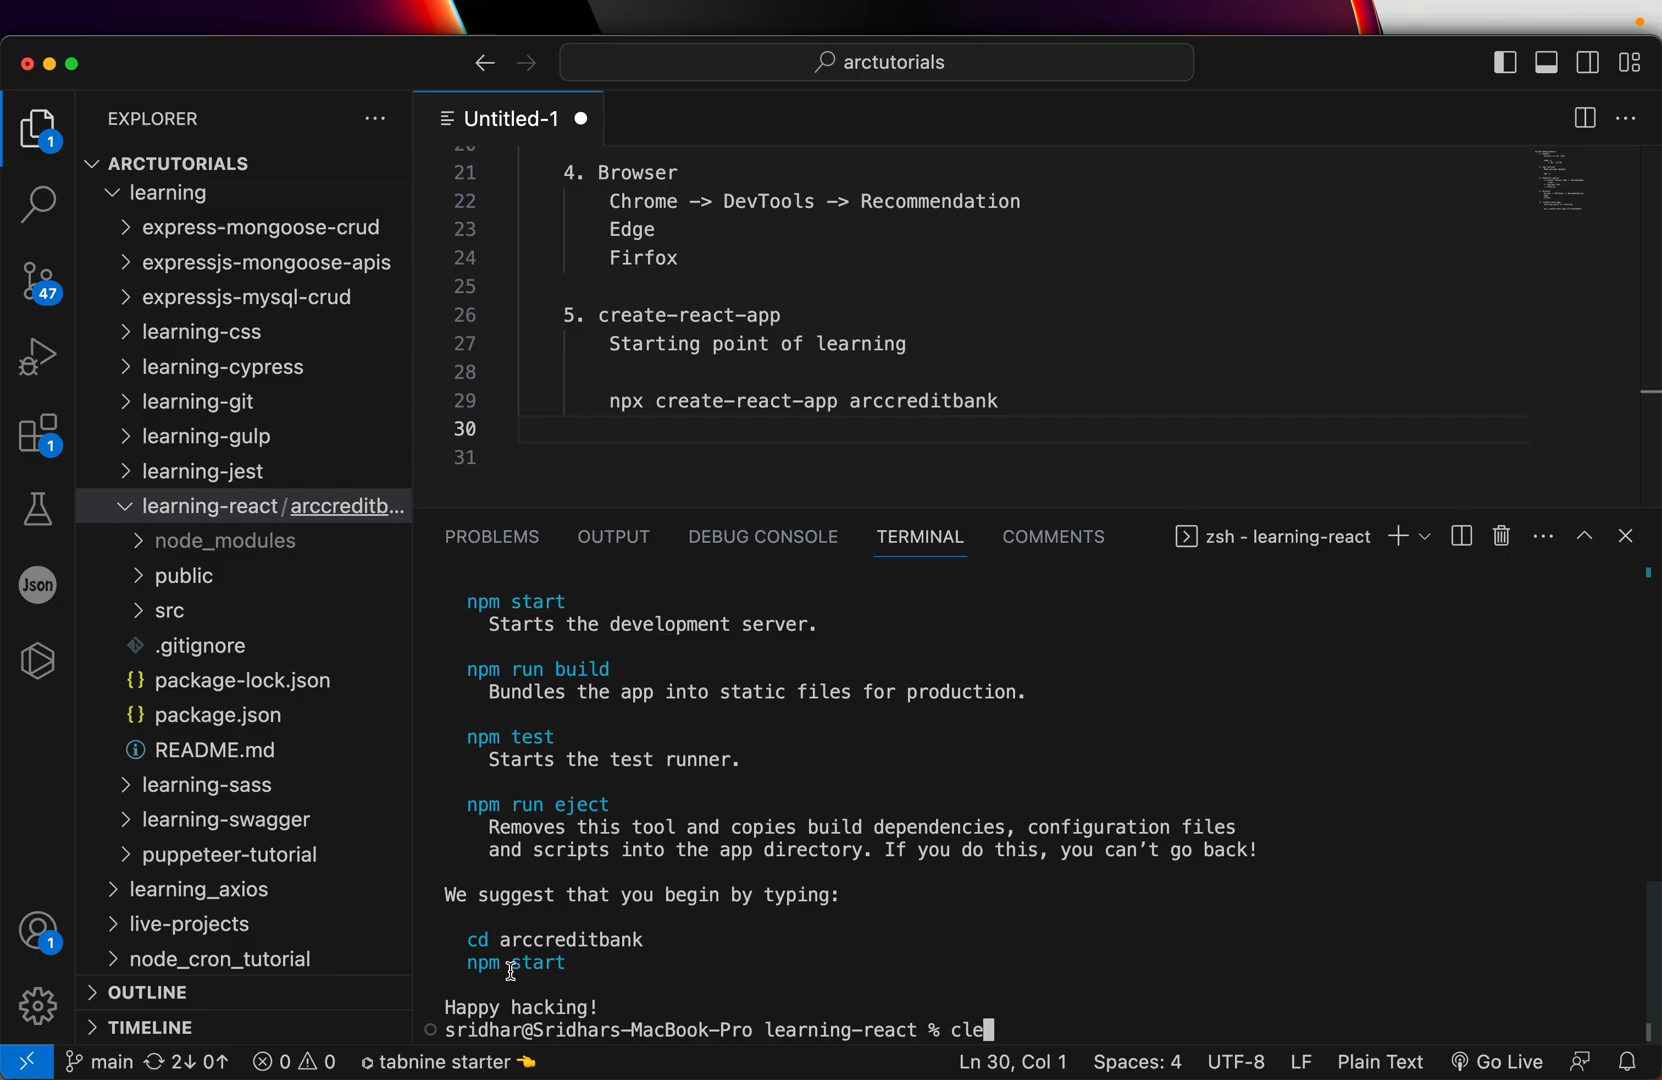 arctutorials
EXPLORER
Untitled-1
1
ARCTUTORIALS
learning
express-mongoose-crud
expressjs-mongoose-apis
expressjs-mysql-crud
47
learning-css
learning-cypress
learning-git
learning-gulp
1
learning-jest
learning-react/arccreditb...
node_modules
public
Json
src
.gitignore
package-lock.json
package.json
README.md
learning-sass
learning-swagger
puppeteer-tutorial
learning_axios
live-projects
1
node_cron_tutorial
OUTLINE
TIMELINE
21 4. Browser
22 Chrome -> DevTools -> Recommendation
23 Edge
24 Firfox
25
26 5. create-react-app
27 Starting point of learning
28
29 npx create-react-app arccreditbank
30
31
PROBLEMS OUTPUT DEBUG CONSOLE TERMINAL COMMENTS zsh - learning-react
npm start
Starts the development server.
npm run build
Bundles the app into static files for production.
npm test
Starts the test runner.
npm run eject
Removes this tool and copies build dependencies, configuration files
and scripts into the app directory. If you do this, you can’t go back!
We suggest that you begin by typing:
cd arccreditbank
npm start
Happy hacking!
sridhar@Sridhars-MacBook-Pro learning-react % cle
main 2↓ 0↑ 0 0 tabnine starter Ln 30, Col 1 Spaces: 4 UTF-8 LF Plain Text Go Live